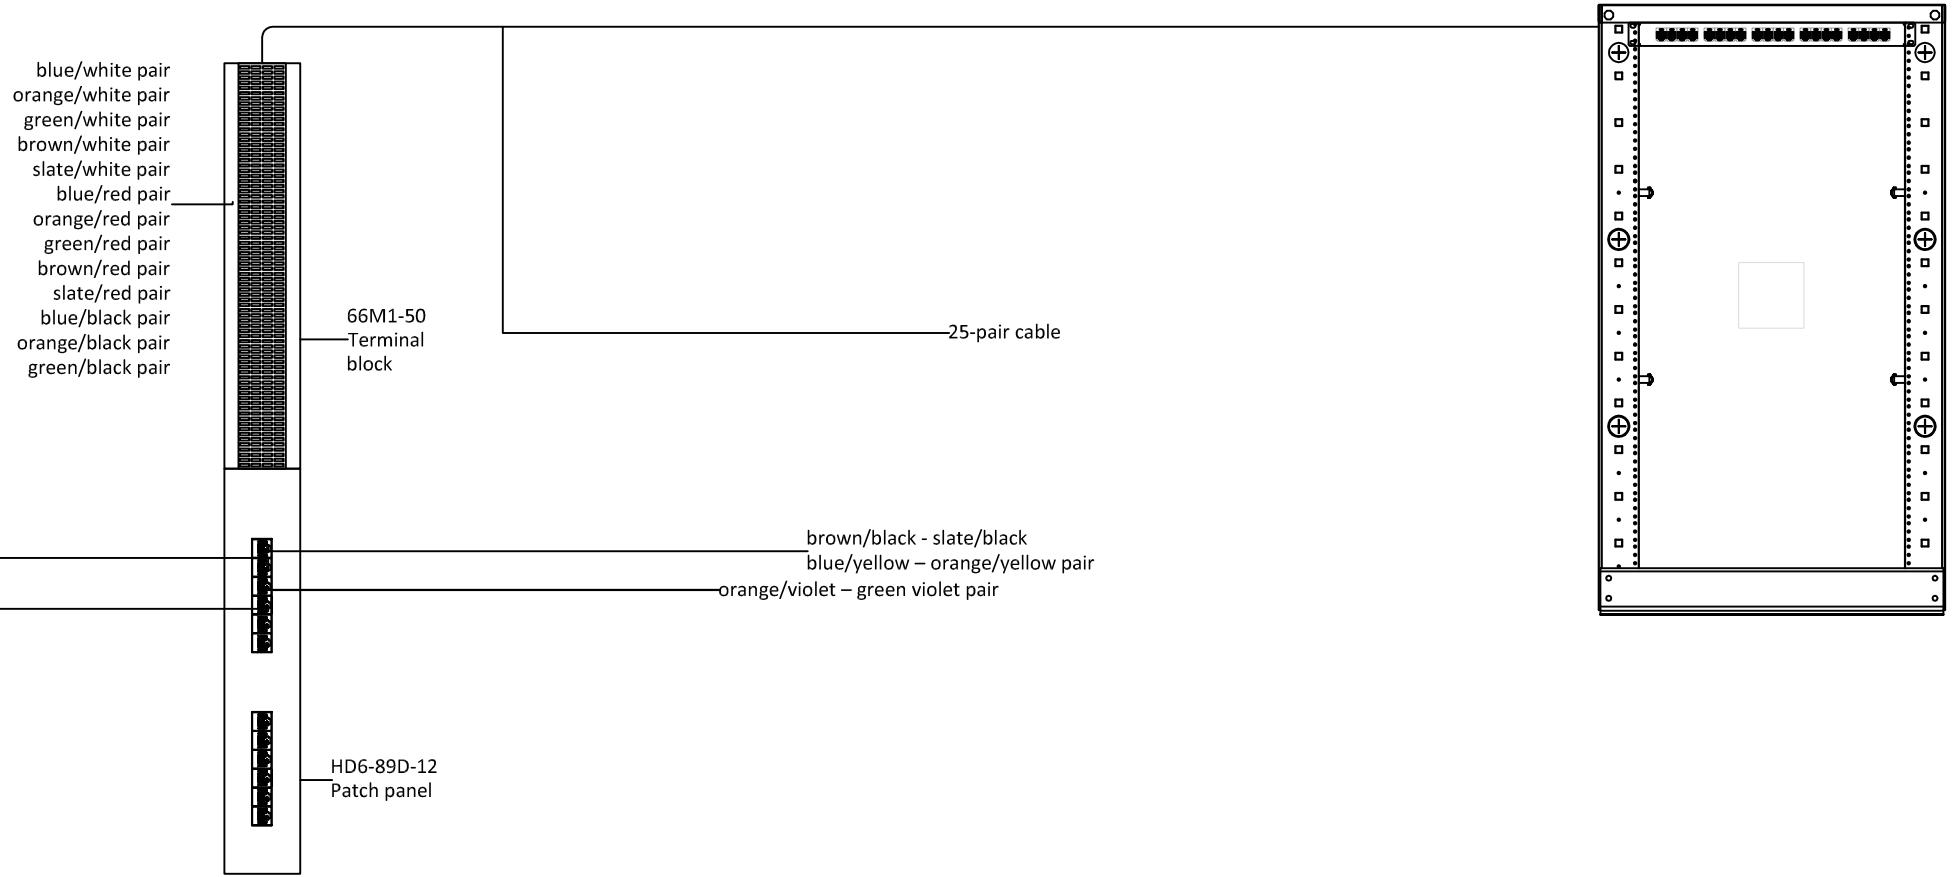 blue/white pair
orange/white pair
green/white pair
brown/white pair
slate/white pair
blue/red pair
orange/red pair
green/red pair
brown/red pair
slate/red pair
blue/black pair
orange/black pair
green/black pair
66M1-50
Terminal
block
25-pair cable
brown/black - slate/black
blue/yellow – orange/yellow pair
orange/violet – green violet pair
HD6-89D-12
Patch panel